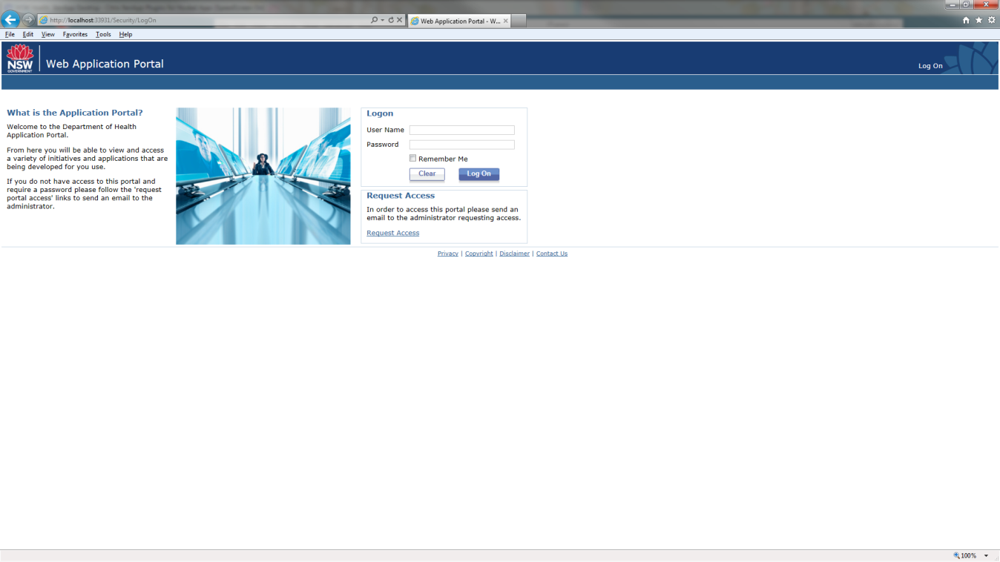 http://localhost:33931/Security/LogOn
Web Application Portal - W...
File Edit View Favorites Tools Help
NSW
GOVERNMENT
Web Application Portal
Log On
What is the Application Portal?
Welcome to the Department of Health
Application Portal.
From here you will be able to view and access
a variety of initiatives and applications that are
being developed for you use.
If you do not have access to this portal and
require a password please follow the 'request
portal access' links to send an email to the
administrator.
Logon
User Name
Password
Remember Me
Clear Log On
Request Access
In order to access this portal please send an
email to the administrator requesting access.
Request Access
Privacy | Copyright | Disclaimer | Contact Us
100%